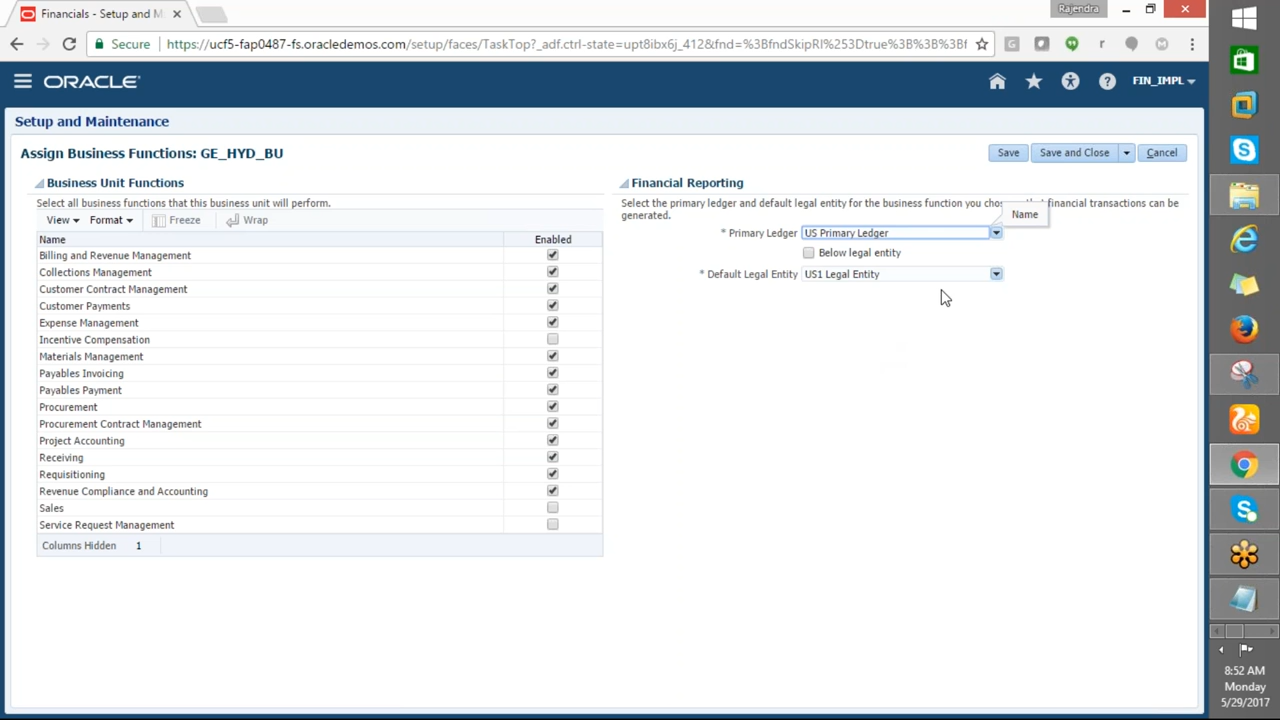 Financials - Setup and M
Rajendra
Secure
https://ucf5-fap0487-fs.oracledemos.com/setup/faces/TaskTop?_adf.ctrl-state=upt8ibx6j_412&fnd=%3BfndSkipRI%253Dtrue%3B%3B%3Bf
ORACLE
FIN_IMPL
Setup and Maintenance
Assign Business Functions: GE_HYD_BU
Save
Save and Close
Cancel
Business Unit Functions
Select all business functions that this business unit will perform.
View
Format
Freeze
Wrap
Name Enabled
Billing and Revenue Management
Collections Management
Customer Contract Management
Customer Payments
Expense Management
Incentive Compensation
Materials Management
Payables Invoicing
Payables Payment
Procurement
Procurement Contract Management
Project Accounting
Receiving
Requisitioning
Revenue Compliance and Accounting
Sales
Service Request Management
Columns Hidden 1
Financial Reporting
Select the primary ledger and default legal entity for the business function you that financial transactions can be
generated.
Name
* Primary Ledger US Primary Ledger
Below legal entity
* Default Legal Entity US1 Legal Entity
8:52 AM
Monday
5/29/2017